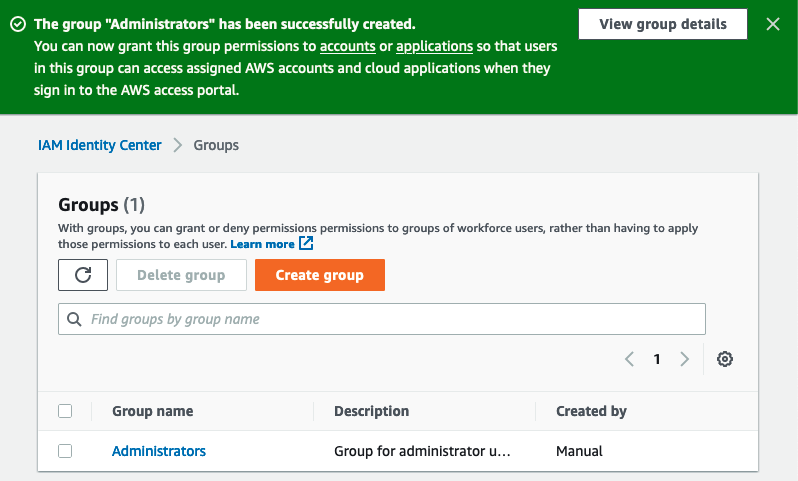 The group "Administrators" has been successfully created.
You can now grant this group permissions to accounts or applications so that users
in this group can access assigned AWS accounts and cloud applications when they
sign in to the AWS access portal.
View group details
IAM Identity Center
Groups
Groups (1)
With groups, you can grant or deny permissions permissions to groups of workforce users, rather than having to apply
those permissions to each user. Learn more
Delete group
Create group
Find groups by group name
1
Group name Description Created by
Administrators Group for administrator u... Manual